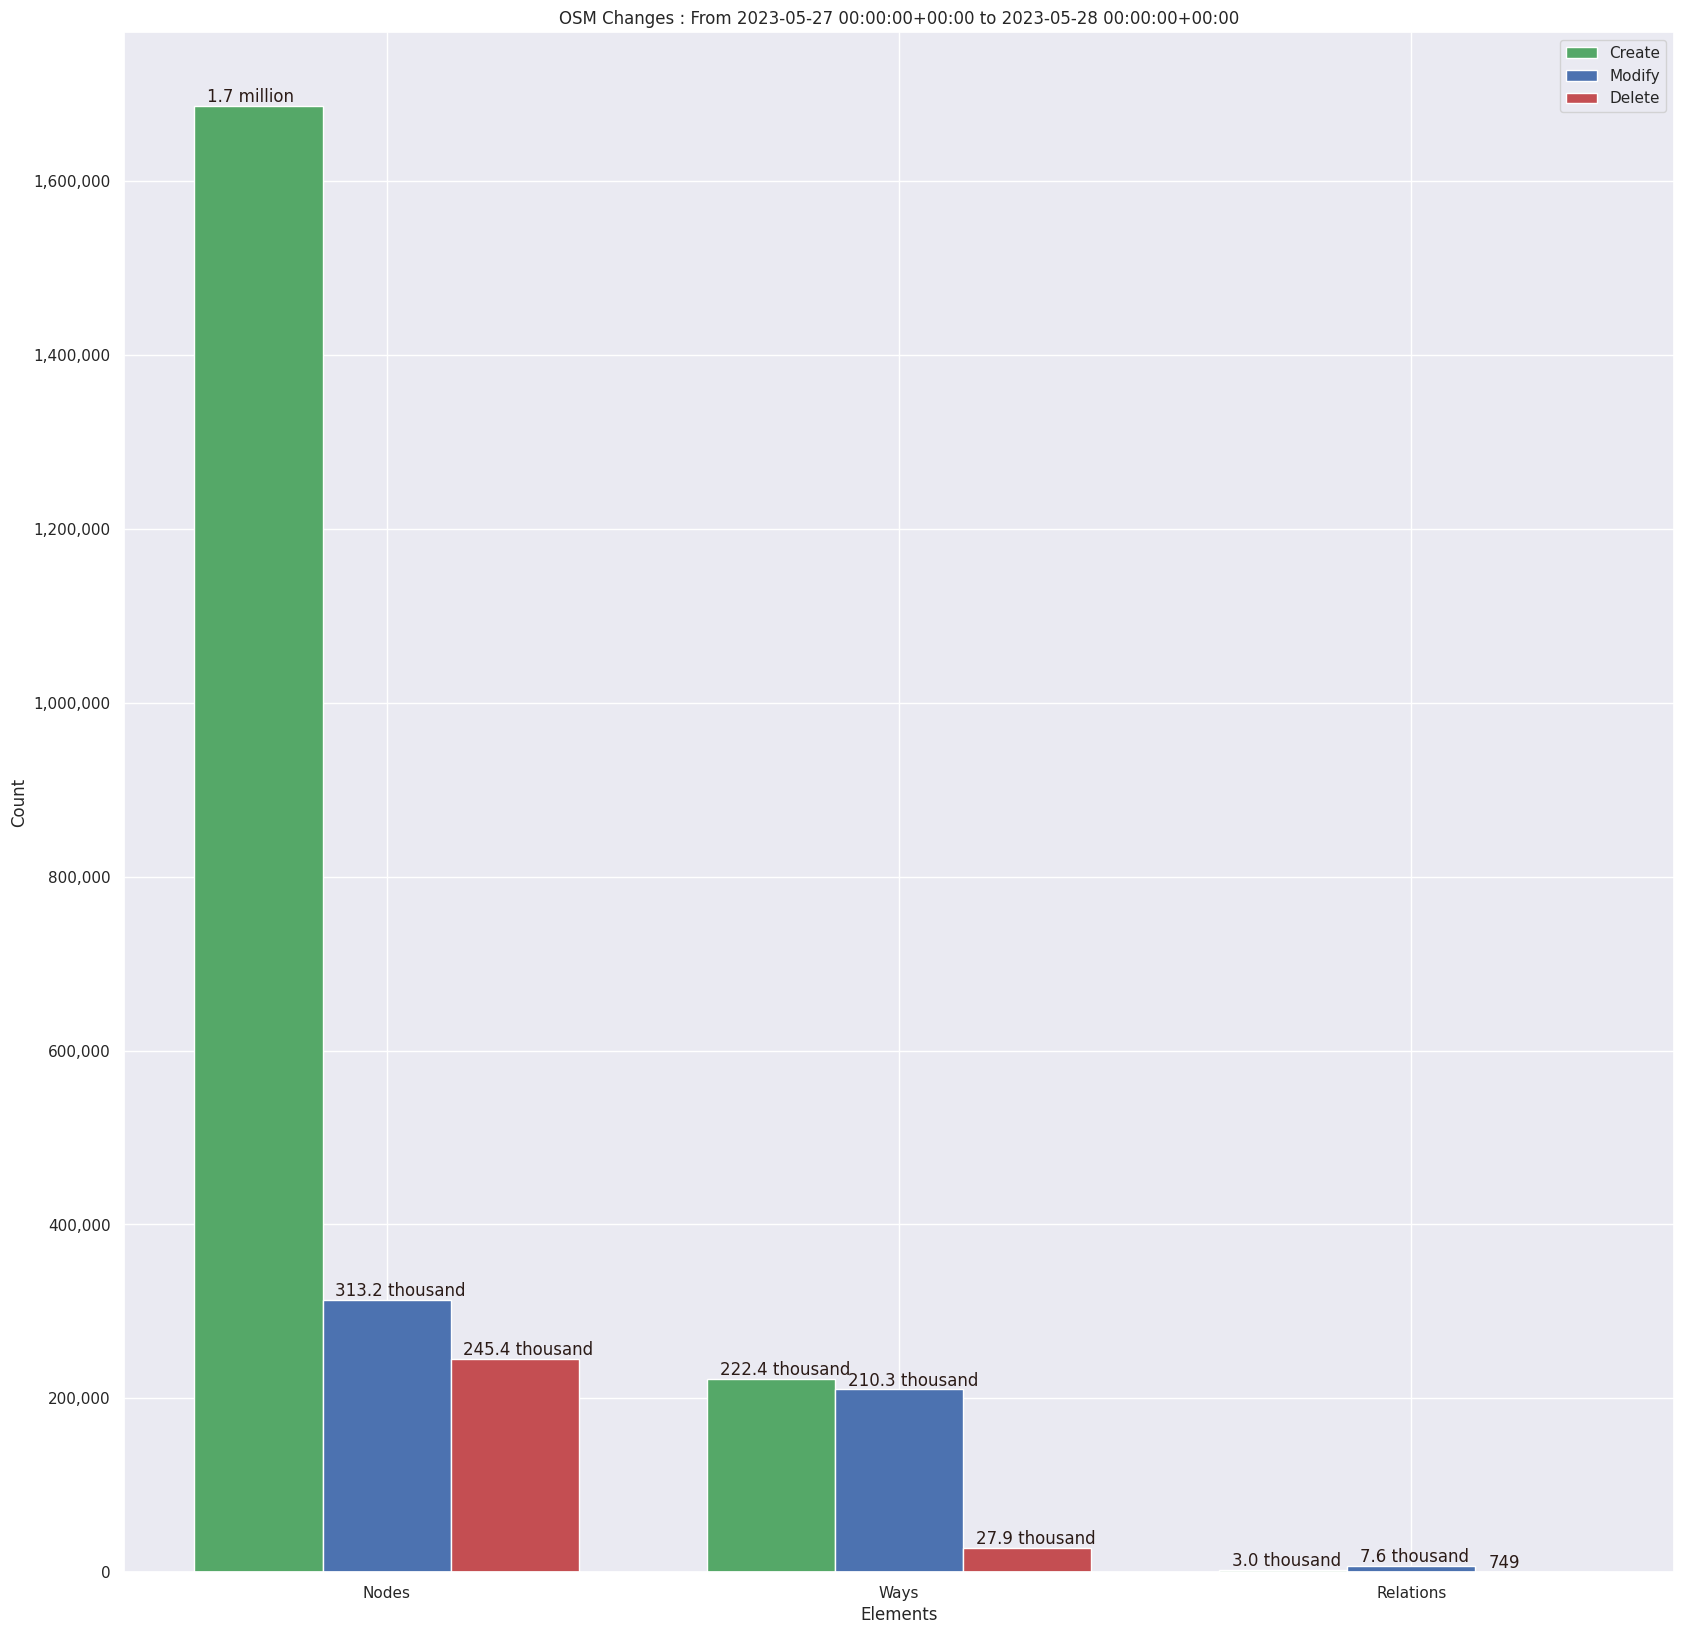 OSM Changes : From 2023-05-27 00:00:00+00:00 to 2023-05-28 00:00:00+00:00
Create
Modify
Delete
1.7 million
1,600,000
1,400,000
1,200,000
1,000,000
800,000
600,000
400,000
200,000
0
Count
313.2 thousand
245.4 thousand
222.4 thousand
210.3 thousand
27.9 thousand
3.0 thousand
7.6 thousand
749
Nodes
Ways
Relations
Elements